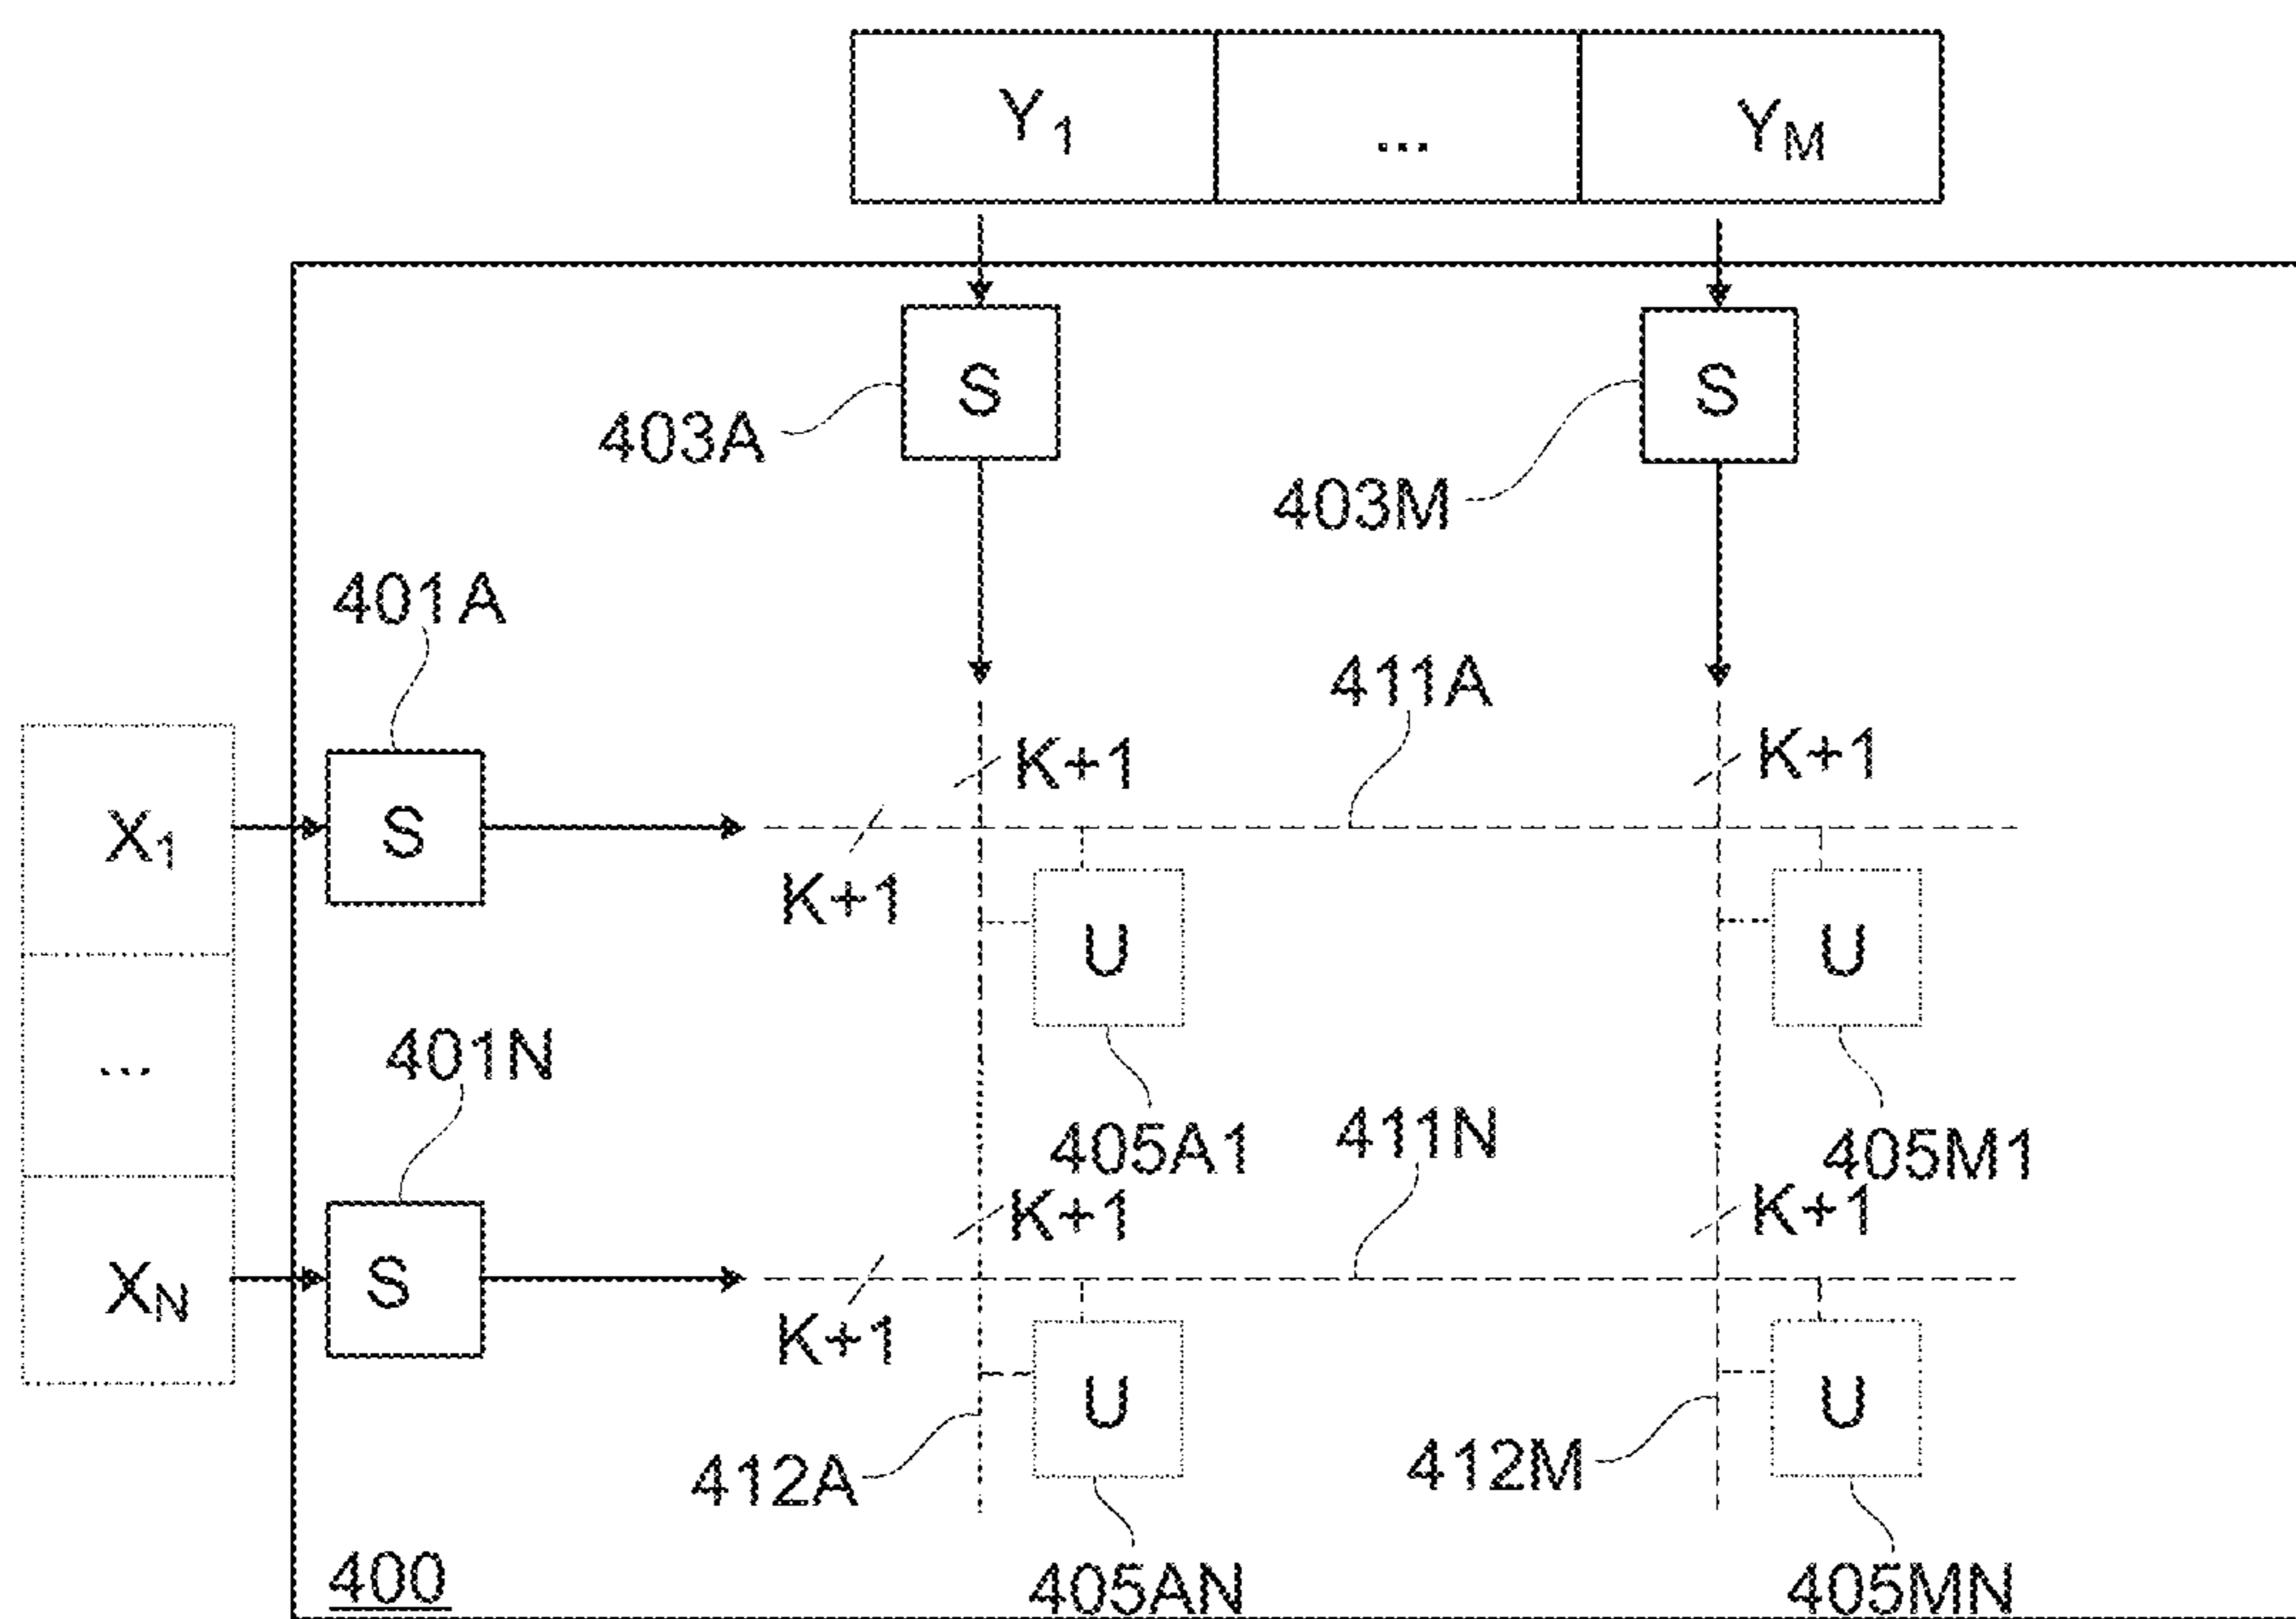 Y1 ... YM
S S
403A
403M
401A
411A
K+1 K+1
X1 S
K+1
U U
...
401N
405A1 411N 405M1
K+1 K+1
XN S
K+1
U U
412A 412M
400 405AN 405MN